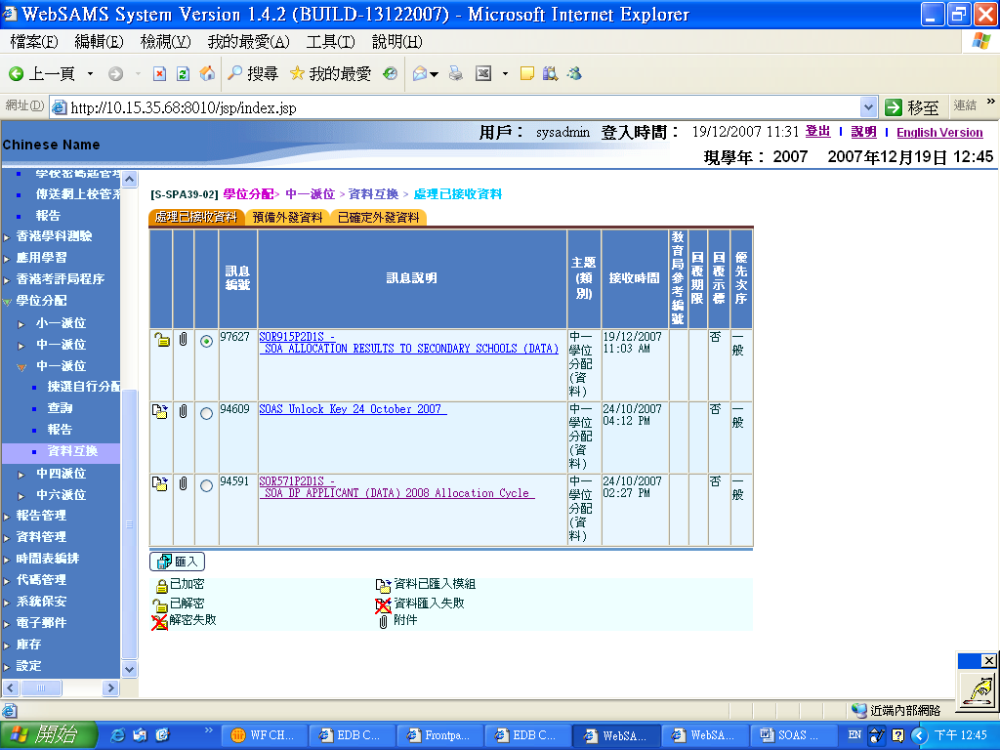 WebSAMS System Version 1.4.2 (BUILD-13122007) - Microsoft Internet Explorer
檔案(F) 編輯(E) 檢視(V) 我的最愛(A) 工具(T) 說明(H)
上一頁 搜尋 我的最愛
網址(D) http://10.15.35.68:8010/jsp/index.jsp 移至 連結 »
用戶： sysadmin 登入時間： 19/12/2007 11:31 登出 | 說明 | English Version
Chinese Name
現學年： 2007 2007年12月19日 12:45
學校密碼匙管理
傳送網上校管系
報告
香港學科測驗
應用學習
香港考評局程序
學位分配
小一派位
中一派位
中一派位
揀選自行分配
查詢
報告
資料互換
中四派位
中六派位
報告管理
資料管理
時間表編排
代碼管理
系統保安
電子郵件
庫存
設定
[S-SPA39-02] 學位分配> 中一派位 > 資料互換 > 處理已接收資料
處理已接收資料 預備外發資料 已確定外發資料
訊息編號 訊息說明 主題(類別) 接收時間 教育局參考編號 回覆期限 回覆示標 優先次序
97627 SOR915P2D1S - 中一學位分配(資料) 19/12/2007 否 一般
SOA ALLOCATION RESULTS TO SECONDARY SCHOOLS (DATA) 11:03 AM
94609 SOAS Unlock Key 24 October 2007 中一學位分配(資料) 24/10/2007 否 一般
04:12 PM
94591 SOR571P2D1S - 中一學位分配(資料) 24/10/2007 否 一般
SOA DP APPLICANT (DATA) 2008 Allocation Cycle 02:27 PM
匯入
已加密 資料已匯入模組
已解密 資料匯入失敗
解密失敗 附件
近端內部網路
開始 » WF CH... EDB C... Frontpa... EDB C... WebSA... WebSA... SOAS ... EN 下午 12:45